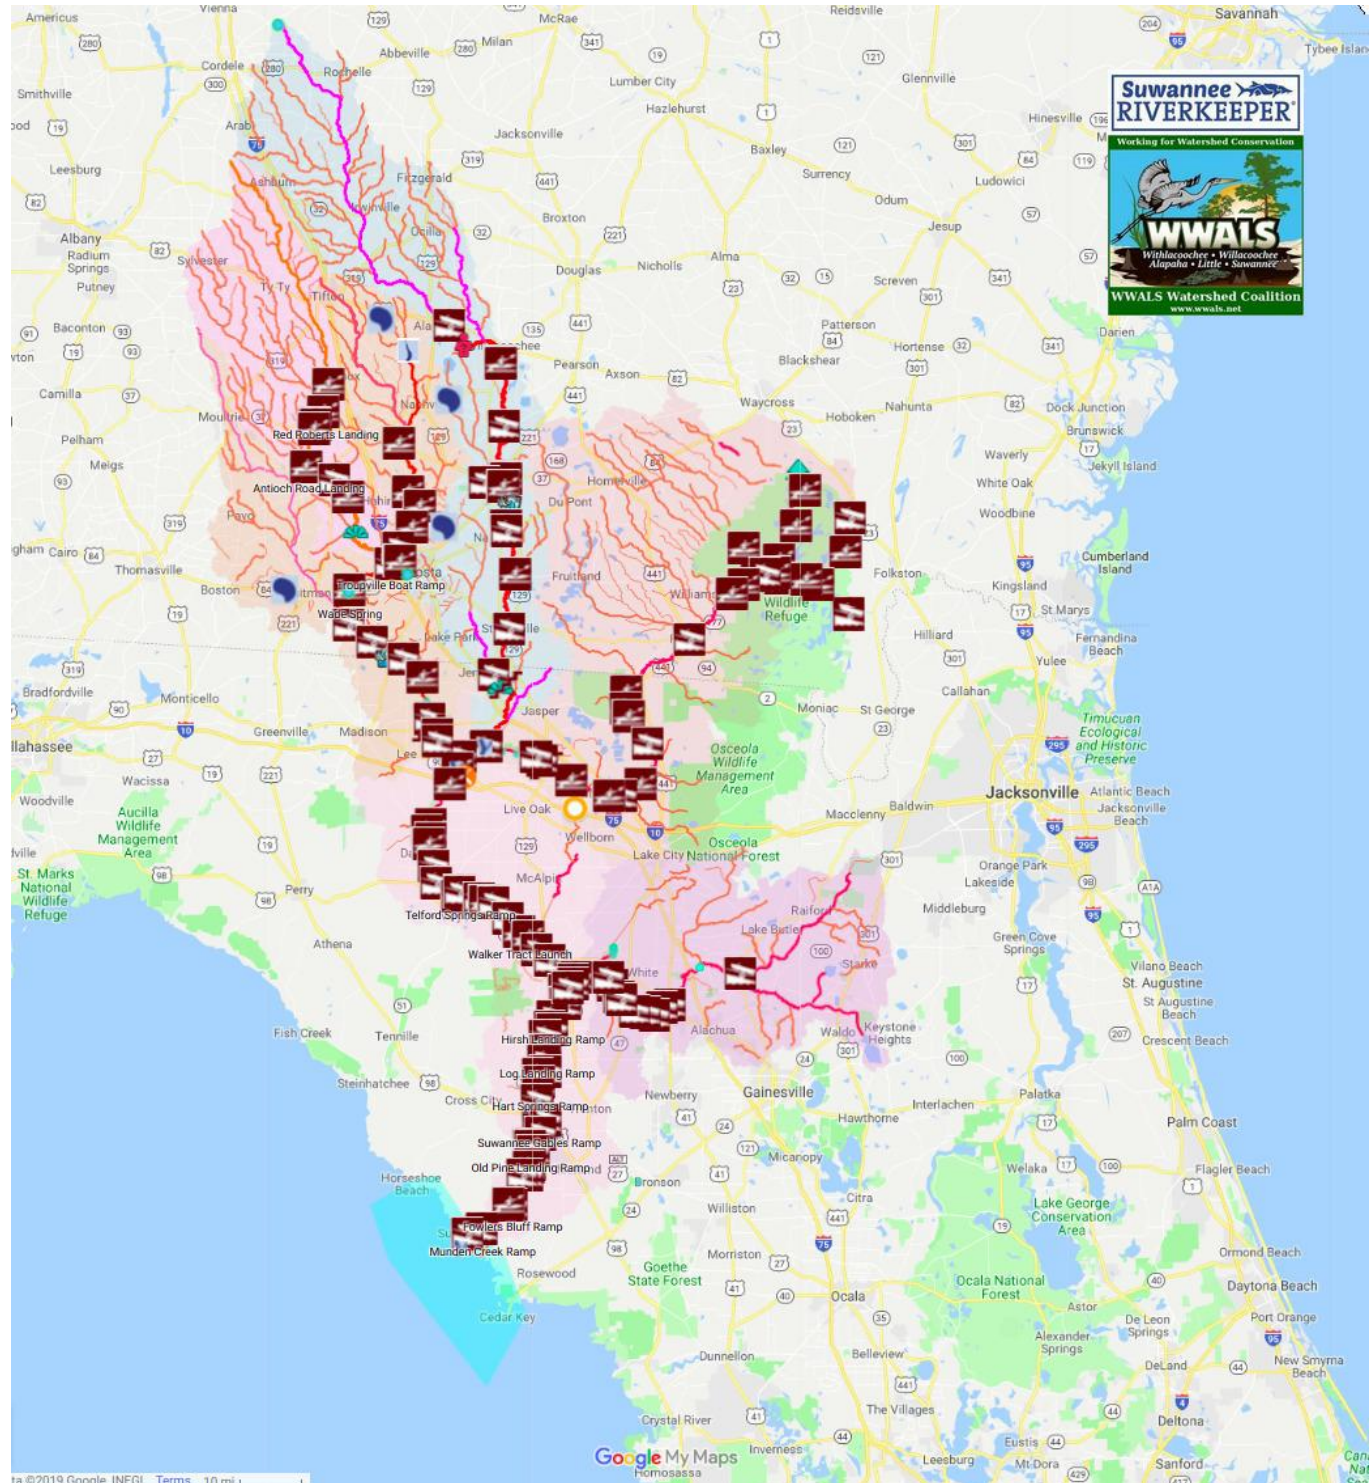 Americus
Vienna
McRae
Reidsville
Savannah
Abbeville
Milan
Cordele
Rochelle
Lumber City
Glennville
Smithville
Hazlehurst
Suwannee
RIVERKEEPER®
Hinesville
Jacksonville
Baxley
Working for Watershed Conservation
Leesburg
Ashburn
Fitzgerald
Surrency
Ludowici
Irwinville
Broxton
Odum
Albany
Ocilla
Jesup
WWALS
Radium
Springs
Sylvester
Douglas
Nicholls
Alma
Withlacoochee • Willacoochee
Alapaha • Little • Suwannee
Putney
Ty Ty
Tifton
Screven
WWALS Watershed Coalition
www.wwals.net
Baconton
Patterson
Darien
Pearson
Axson
Blackshear
Hortense
Camilla
Waycross
Nahunta
Dock Junction
Moultrie
Hoboken
Brunswick
Pelham
Red Roberts Landing
Meigs
Waverly
Jekyll Island
Homerville
White Oak
Antioch Road Landing
Du Pont
Woodbine
Pavo
Cairo
Thomasville
Cumberland
Island
Boston
Troupville Boat Ramp
Fruitland
Folkston
Kingsland
Wildlife
Refuge
St. Marys
Wade Spring
Lake Park
Hilliard
Fernandina
Beach
Yulee
Bradfordville
Monticello
Callahan
Jasper
Moniac
St George
Greenville
Madison
Timucuan
Ecological
and Historic
Preserve
Lee
Wacissa
Osceola
Wildlife
Management
Area
Woodville
Live Oak
Jacksonville
Atlantic Beach
Jacksonville
Beach
Baldwin
Macclenny
Aucilla
Wildlife
Management
Area
Wellborn
Lake City
Osceola
National Forest
Orange Park
Lakeside
St. Marks
National
Wildlife
Refuge
Perry
Middleburg
Telford Springs Ramp
Raiford
Lake Butler
Athena
Green Cove
Springs
Walker Tract Launch
Starke
Vilano Beach
St. Augustine
St Augustine
Beach
Fish Creek
Tennille
Alachua
Waldo
Keystone
Heights
Hirsh Landing Ramp
Crescent Beach
Steinhatchee
Log Landing Ramp
Cross City
Newberry
Gainesville
Interlachen
Palatka
Hart Springs Ramp
Hawthorne
Palm Coast
Suwannee Gables Ramp
Micanopy
Old Pine Landing Ramp
Welaka
Flagler Beach
Horseshoe
Beach
Bronson
Citra
Williston
Lake George
Conservation
Area
Fowlers Bluff Ramp
Munden Creek Ramp
Morriston
Ormond Beach
Rosewood
Goethe
State Forest
Ocala National
Forest
Daytona Beach
Ocala
Astor
Cedar Key
De Leon
Springs
Port Orange
Alexander
Springs
Dunnellon
Belleview
DeLand
New Smyrna
Beach
The Villages
Crystal River
Deltona
Inverness
Eustis
Google My Maps
Homosassa
Leesburg
Mt Dora
Sanford
©2019 Google, INEGI Terms 10 mi